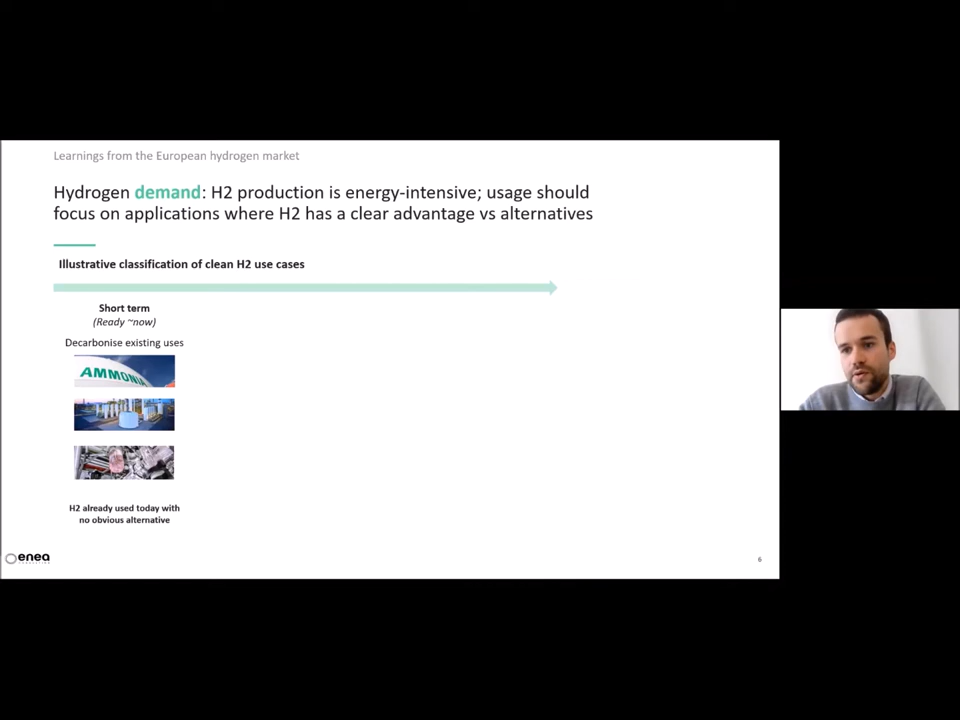 Learnings from the European hydrogen market
Hydrogen demand: H2 production is energy-intensive; usage should
focus on applications where H2 has a clear advantage vs alternatives
Illustrative classification of clean H2 use cases
Short term
(Ready ~now)
Decarbonise existing uses
AMMONIA
H2 already used today with
no obvious alternative
enea
6